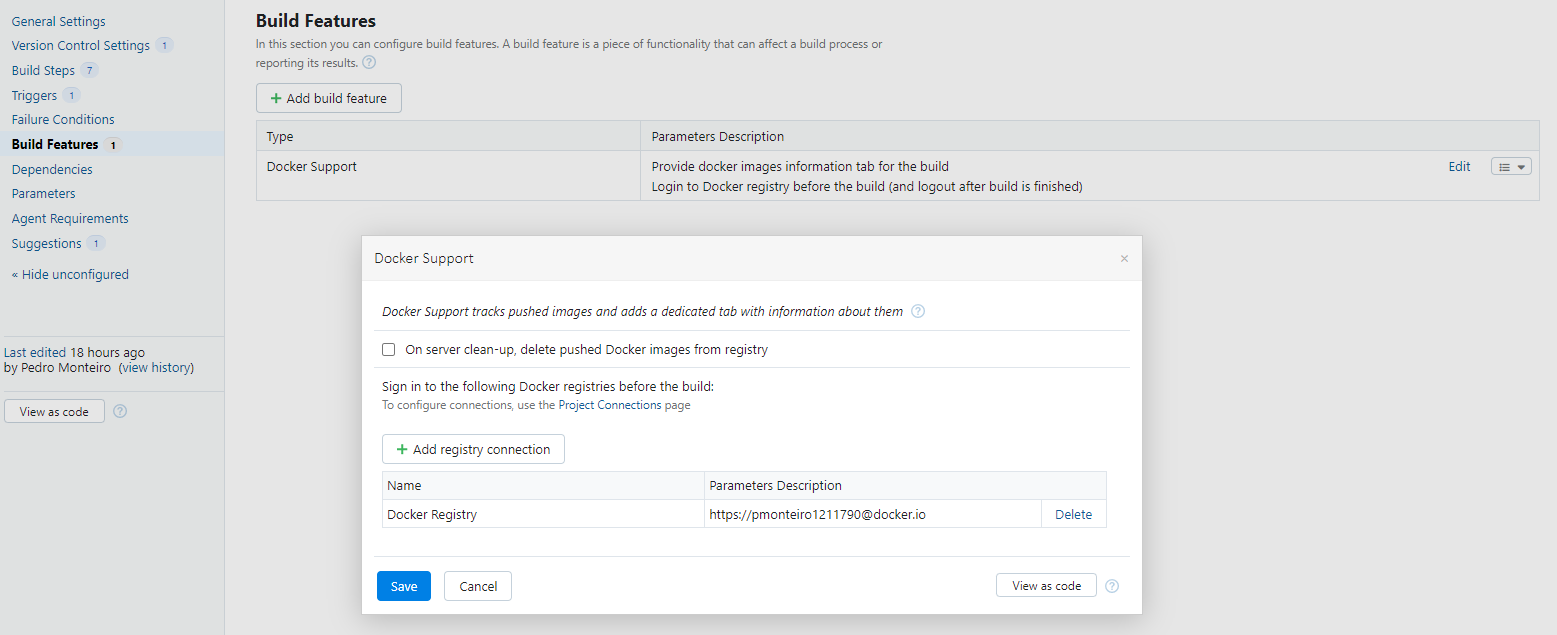 General Settings
Version Control Settings 1
Build Steps 7
Triggers 1
Failure Conditions
Build Features 1
Dependencies
Parameters
Agent Requirements
Suggestions 1
« Hide unconfigured
Last edited 18 hours ago
by Pedro Monteiro (view history)
View as code ?
Build Features
In this section you can configure build features. A build feature is a piece of functionality that can affect a build process or
reporting its results. ?
+ Add build feature
Type Parameters Description
Docker Support Provide docker images information tab for the build Edit
Login to Docker registry before the build (and logout after build is finished)
Docker Support ×
Docker Support tracks pushed images and adds a dedicated tab with information about them ?
On server clean-up, delete pushed Docker images from registry
Sign in to the following Docker registries before the build:
To configure connections, use the Project Connections page
+ Add registry connection
Name Parameters Description
Docker Registry https://pmonteiro1211790@docker.io Delete
Save Cancel View as code ?